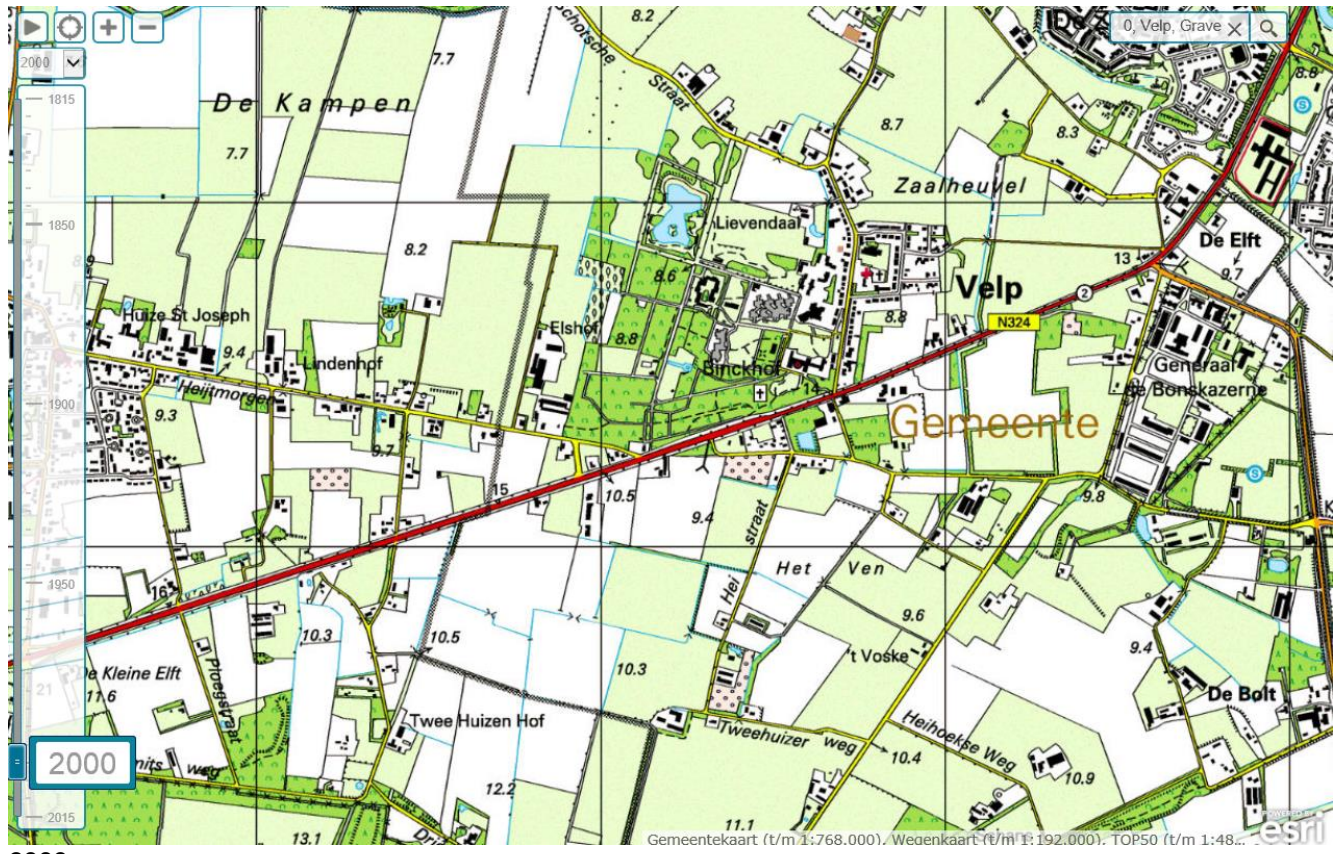 8.2
0, Velp, Grave
2000
Schotsche
Straat
7.7
8.8
1815
De Kampen
8.7
8.3
7.7
Zaalheuvel
1850
Lievendaal
De Elft
8.2
13
9.7
8.6
Velp
2
Huize St Joseph
N324
Elshof
8.8
8.8
9.4
Lindenhof
Binckhof
Generaal
de Bonskazerne
Heijtmorgen
14
1900
9.3
Gemeente
9.7
15
10.5
9.8
9.4
Hei
straat
Het Ven
1950
16
9.6
10.3
10.5
9.4
't Voske
10.3
De Kleine Elft
11.6
21
De Bolt
Ploegstraat
Twee Huizen Hof
Tweehuizer weg
Heihoekse Weg
2000
weg
10.4
10.9
12.2
2015
11.1
13.1
Gemeentekaart (t/m 1:768.000), Wegenkaart (t/m 1:192.000), TOP50 (t/m 1:48...
POWERED BY
esri